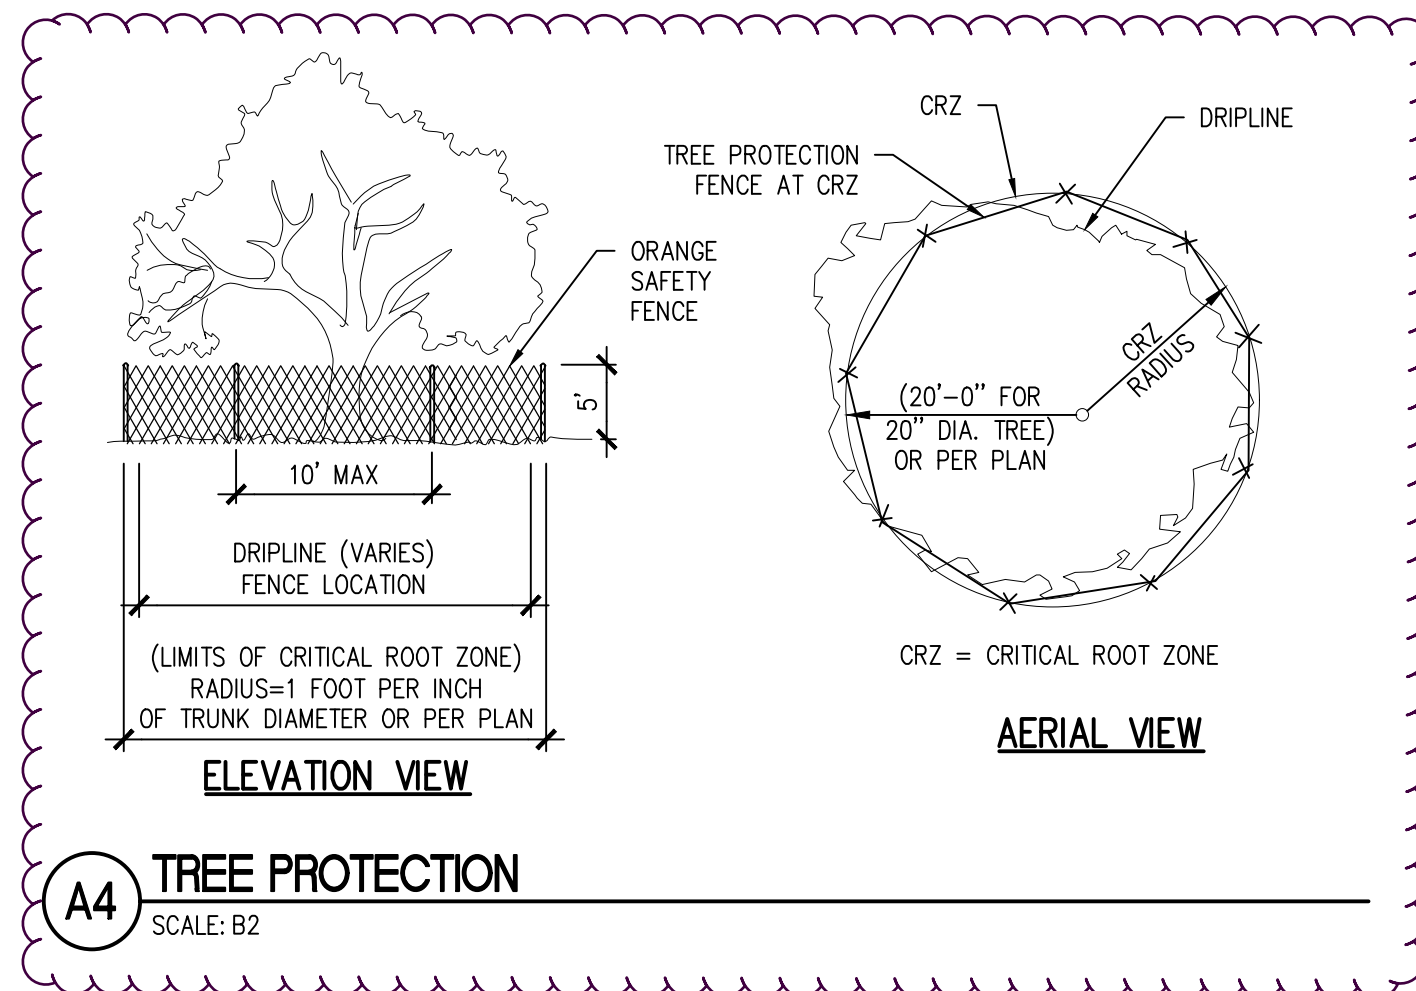 CRZ
DRIPLINE
TREE PROTECTION
FENCE AT CRZ
ORANGE
SAFETY
FENCE
5'
10' MAX
DRIPLINE (VARIES)
FENCE LOCATION
(LIMITS OF CRITICAL ROOT ZONE)
RADIUS=1 FOOT PER INCH
OF TRUNK DIAMETER OR PER PLAN
ELEVATION VIEW
CRZ
RADIUS
(20'-0" FOR
20" DIA. TREE)
OR PER PLAN
CRZ = CRITICAL ROOT ZONE
AERIAL VIEW
A4
TREE PROTECTION
SCALE: B2